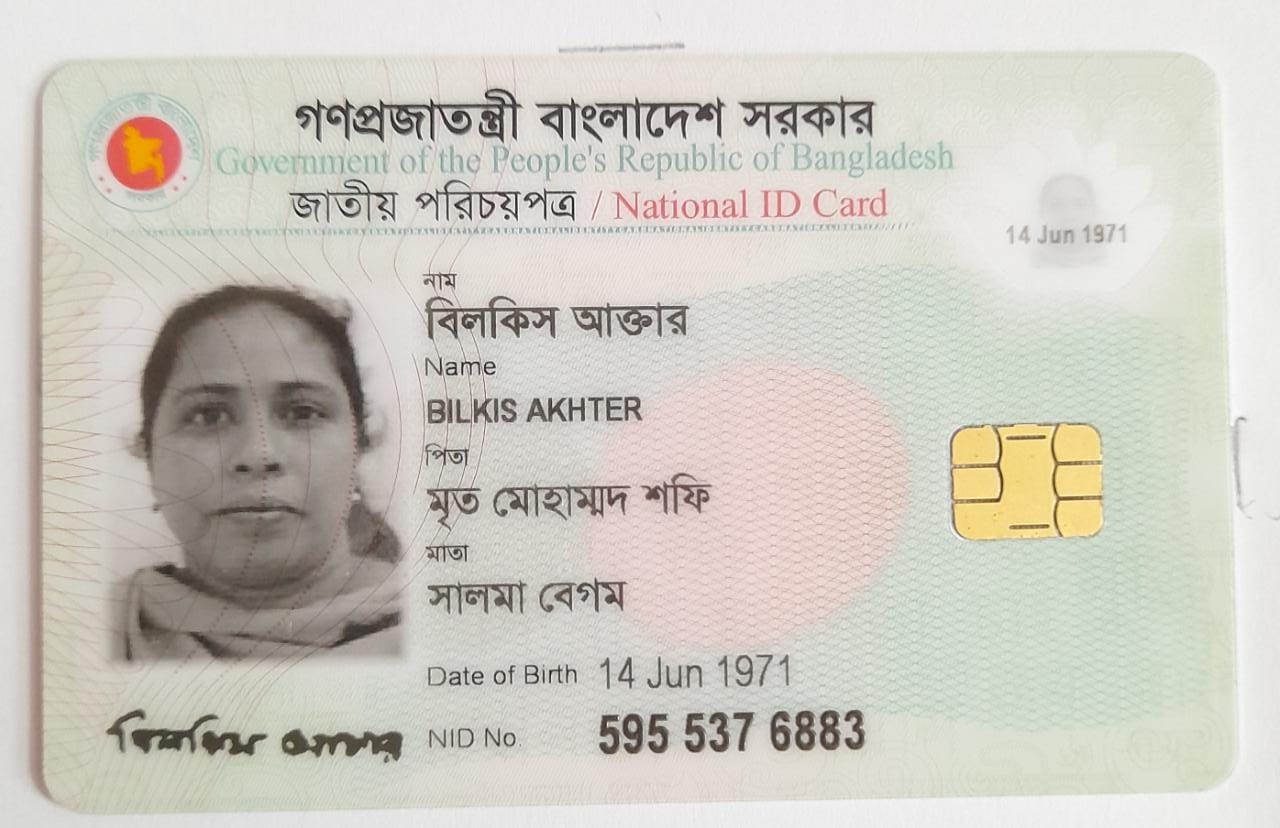 গণপ্রজাতন্ত্রী বাংলাদেশ সরকার
Government of the People's Republic of Bangladesh
জাতীয় পরিচয়পত্র / National ID Card
14 Jun 1971
নাম
বিলকিস আক্তার
Name
BILKIS AKHTER
পিতা
মৃত মোহাম্মদ শফি
মাতা
সালমা বেগম
Date of Birth 14 Jun 1971
বিলকিস আক্তার
NID No. 595 537 6883